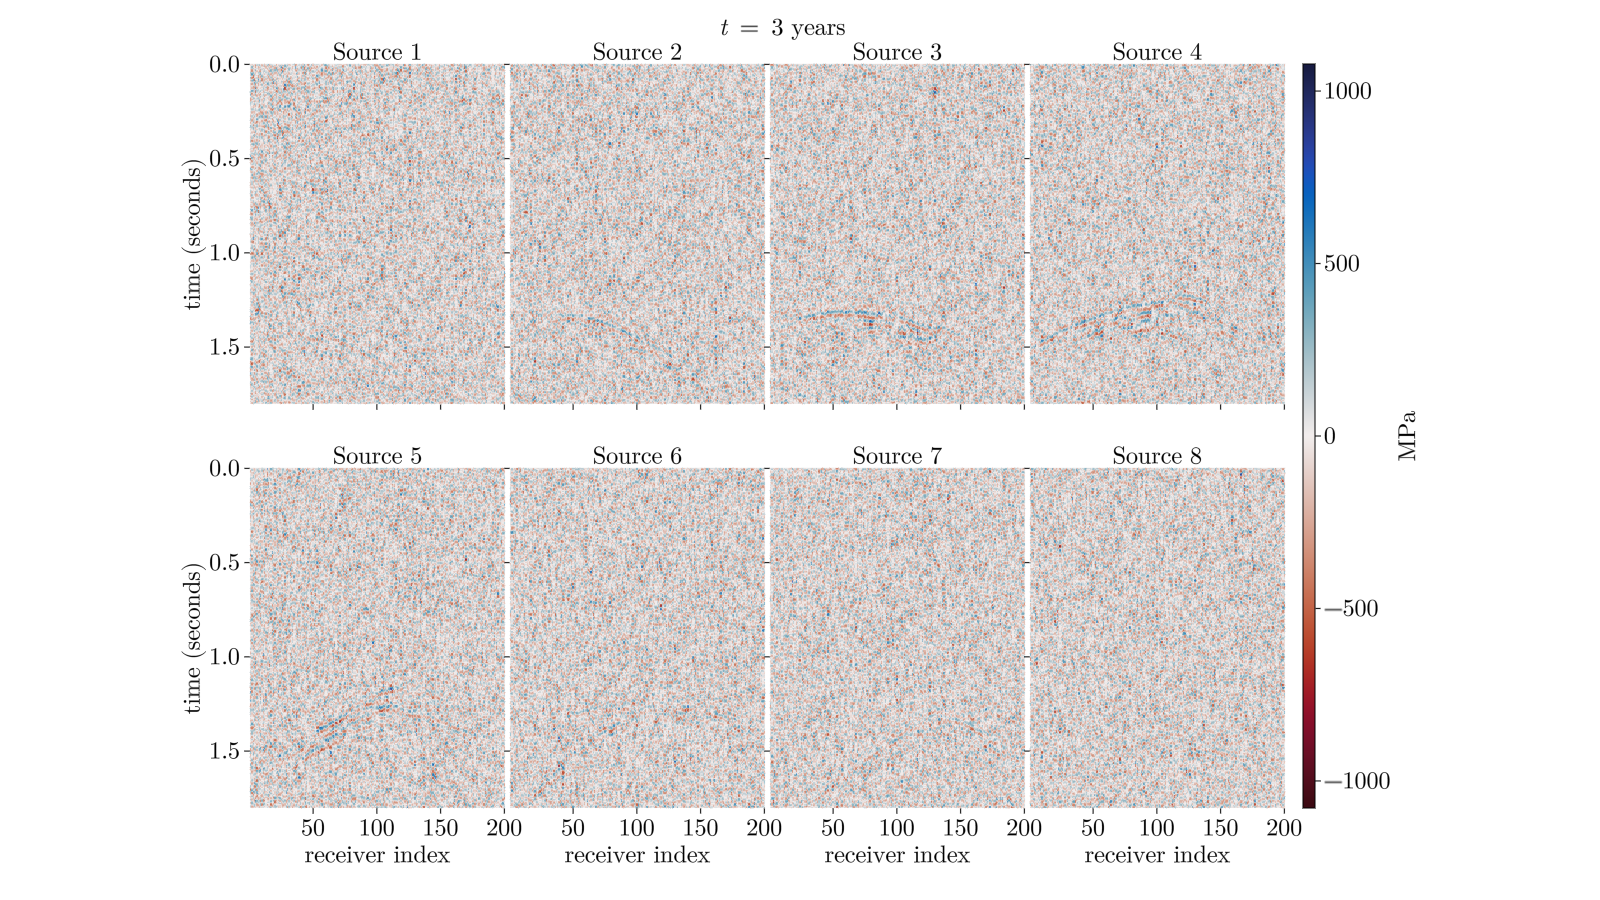 t = 3 years
Source 1 Source 2 Source 3 Source 4
0.0
0.5
1.0
1.5
time (seconds)
Source 5 Source 6 Source 7 Source 8
0.0
0.5
1.0
1.5
time (seconds)
50 100 150 200 50 100 150 200 50 100 150 200 50 100 150 200
receiver index receiver index receiver index receiver index
1000
500
0
−500
−1000
MPa